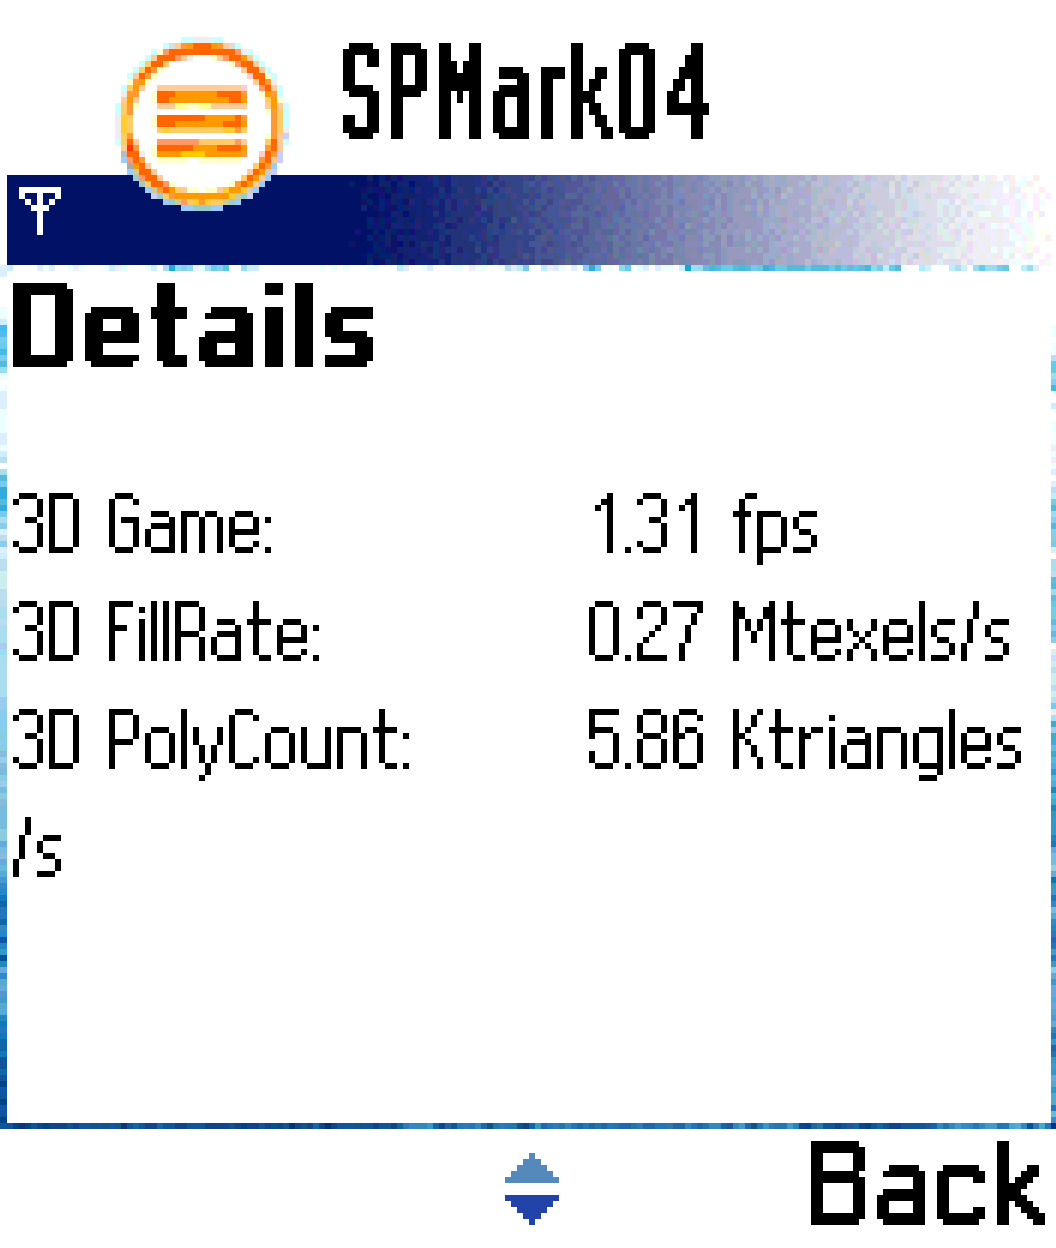 SPMark04
Details
3D Game: 1.31 fps
3D FillRate: 0.27 Mtexels/s
3D PolyCount: 5.86 Ktriangles
/s
Back